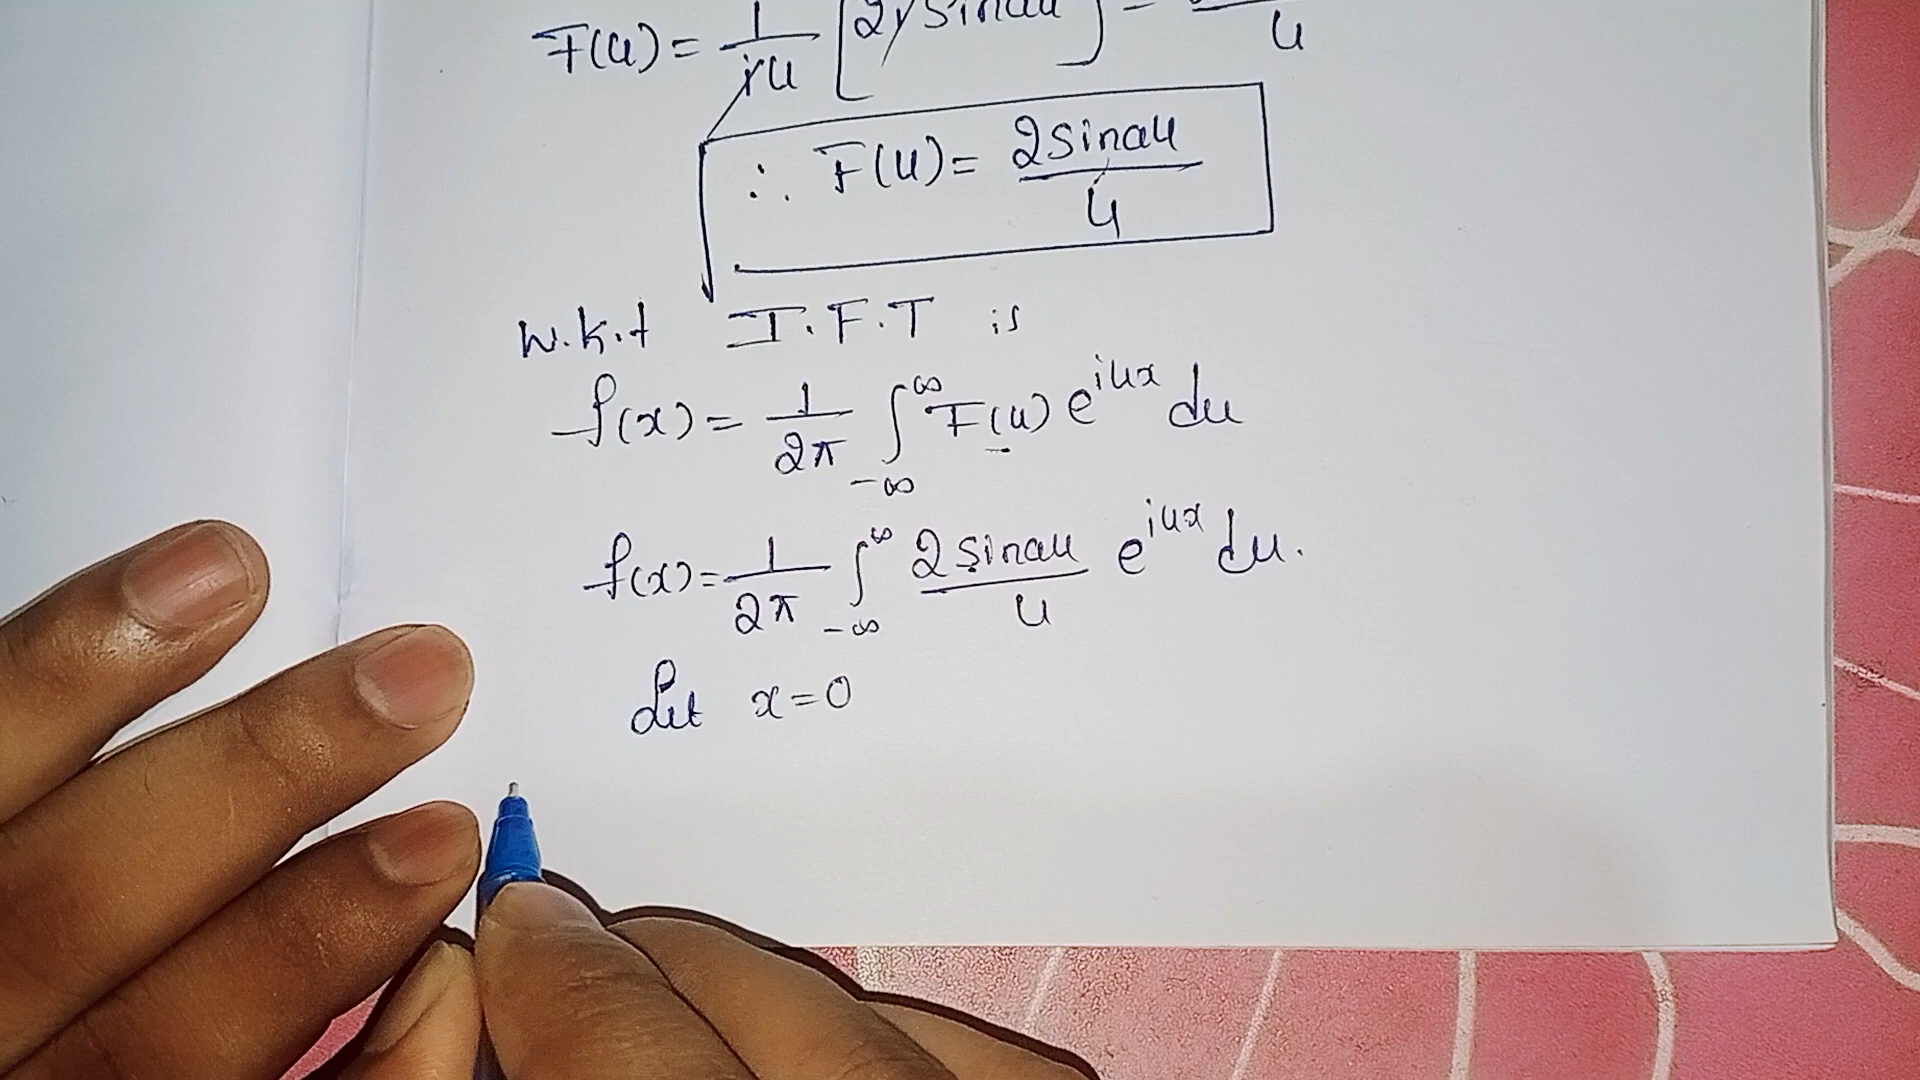 F(u) = 1/iu [2i sinau] = /u
∴ F(u) = 2sinau/u
W.k.t I.F.T is
f(x) = 1/2π ∫_-∞^∞ F(u) e^iux du
f(x) = 1/2π ∫_-∞^∞ 2sinau/u e^iux du.
Let x=0